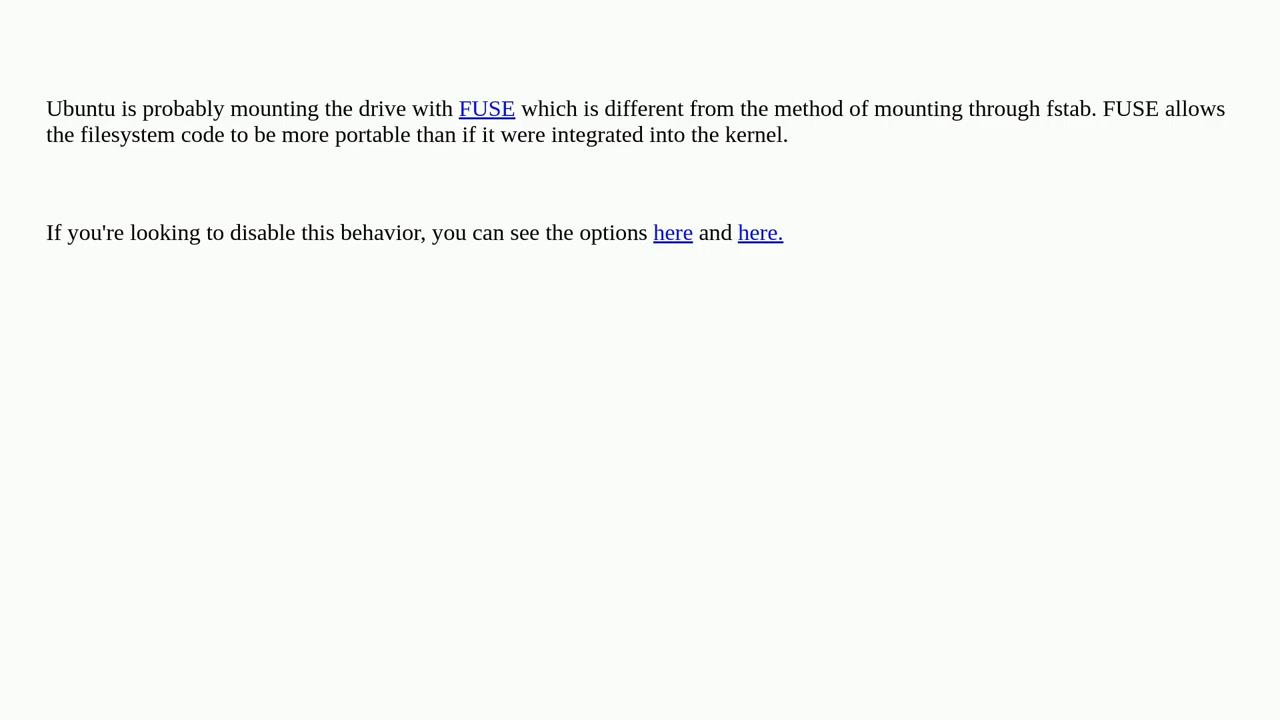 Ubuntu is probably mounting the drive with FUSE which is different from the method of mounting through fstab. FUSE allows
the filesystem code to be more portable than if it were integrated into the kernel.
If you're looking to disable this behavior, you can see the options here and here.